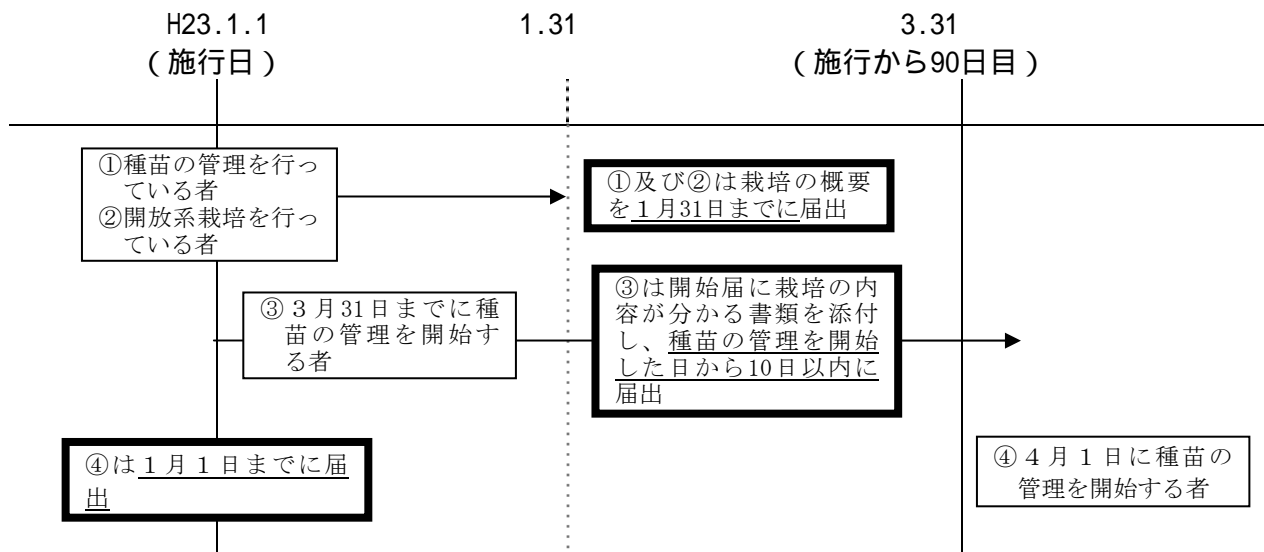 H23.1.1
(施行日)
1.31
3.31
(施行から90日目)
①種苗の管理を行っ
ている者
②開放系栽培を行っ
ている者
①及び②は栽培の概要
を１月31日までに届出
③３月31日までに種
苗の管理を開始す
る者
③は開始届に栽培の内
容が分かる書類を添付
し、種苗の管理を開始
した日から10日以内に
届出
④は１月１日までに届
出
④４月１日に種苗の
管理を開始する者